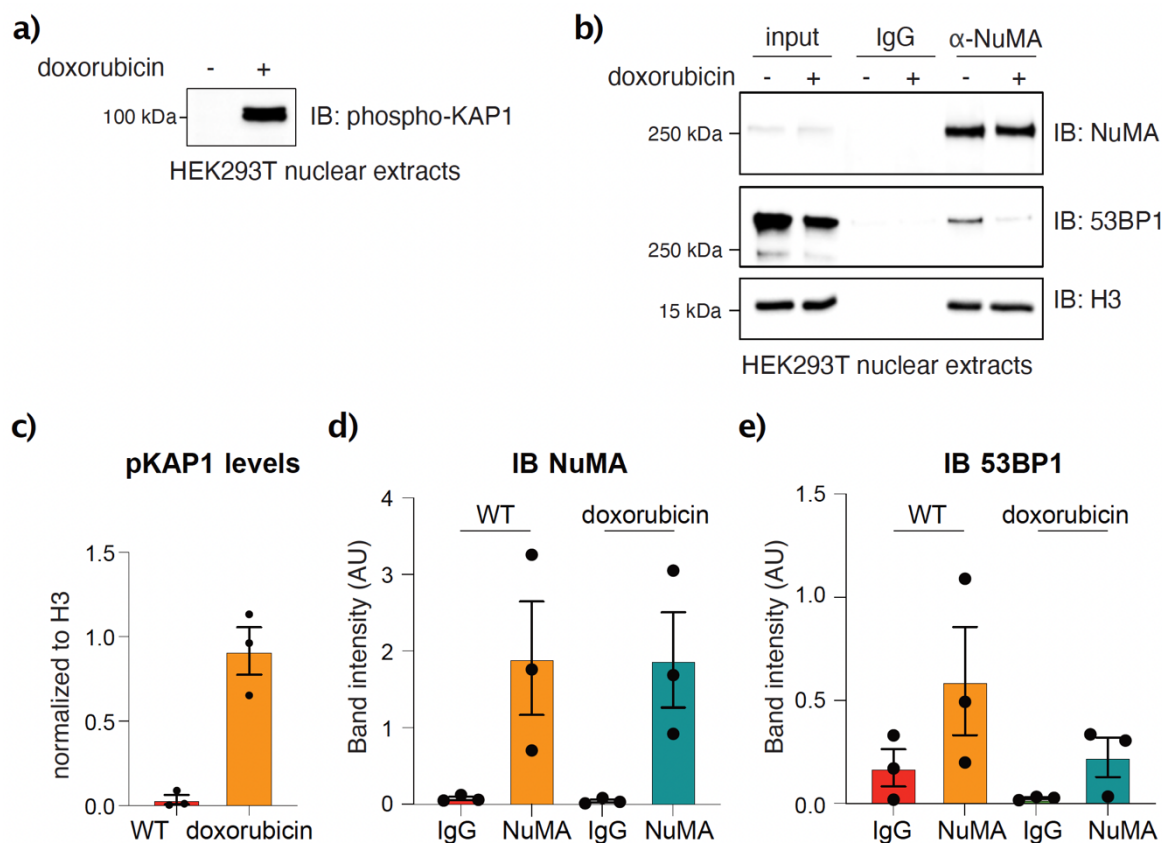 a)
doxorubicin - +
100 kDa
IB: phospho-KAP1
HEK293T nuclear extracts
b)
input IgG α-NuMA
doxorubicin - + - + - +
250 kDa
IB: NuMA
IB: 53BP1
250 kDa
15 kDa
IB: H3
HEK293T nuclear extracts
c)
pKAP1 levels
normalized to H3
1.5
1.0
0.5
0.0
WT doxorubicin
d)
IB NuMA
WT doxorubicin
Band intensity (AU)
4
3
2
1
0
IgG NuMA IgG NuMA
e)
IB 53BP1
WT doxorubicin
Band intensity (AU)
1.5
1.0
0.5
0.0
IgG NuMA IgG NuMA